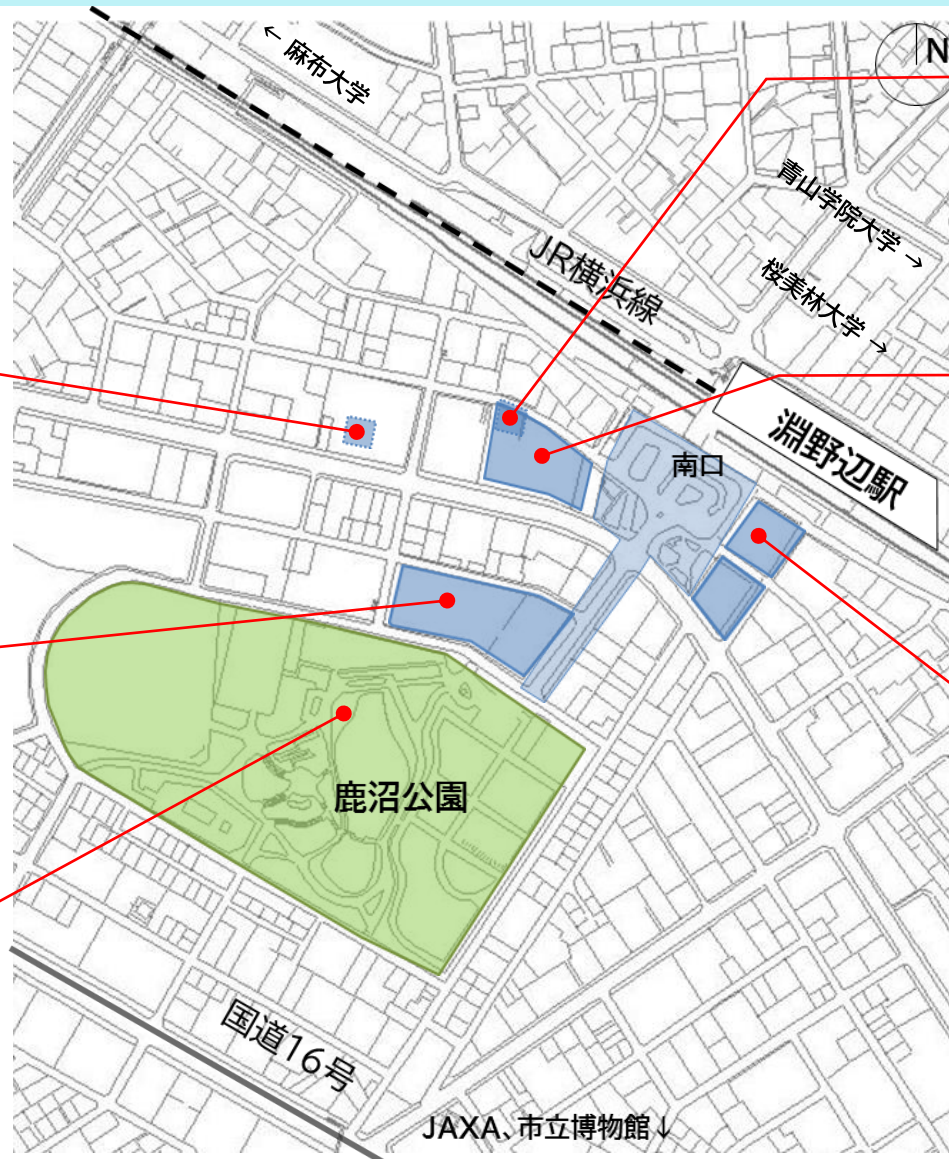 ← 麻布大学
N
青山学院大学 →
JR横浜線
桜美林大学 →
淵野辺駅
南口
鹿沼公園
国道16号
JAXA、市立博物館↓